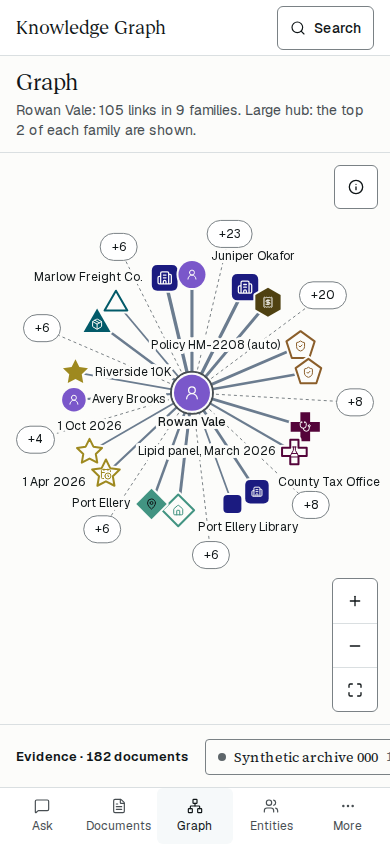 Knowledge Graph
Search
Graph
Rowan Vale: 105 links in 9 families. Large hub: the top
2 of each family are shown.
+23
+6
Juniper Okafor
Marlow Freight Co.
+20
+6
Policy HM-2208 (auto)
Riverside 10K
Avery Brooks
+8
Rowan Vale
1 Oct 2026
+4
Lipid panel, March 2026
1 Apr 2026
County Tax Office
Port Ellery
+8
+6
Port Ellery Library
+6
+
−
Evidence · 182 documents
Synthetic archive 000
Ask
Documents
Graph
Entities
More